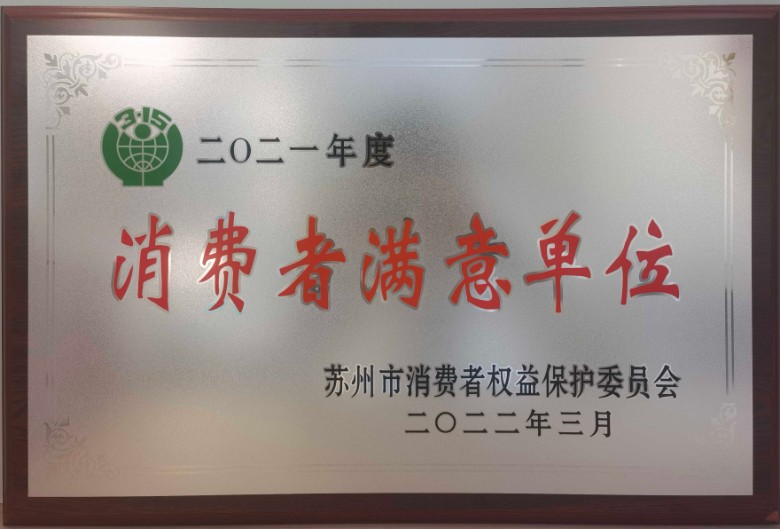 3·15
二〇二一年度
消费者满意单位
苏州市消费者权益保护委员会
二〇二二年三月